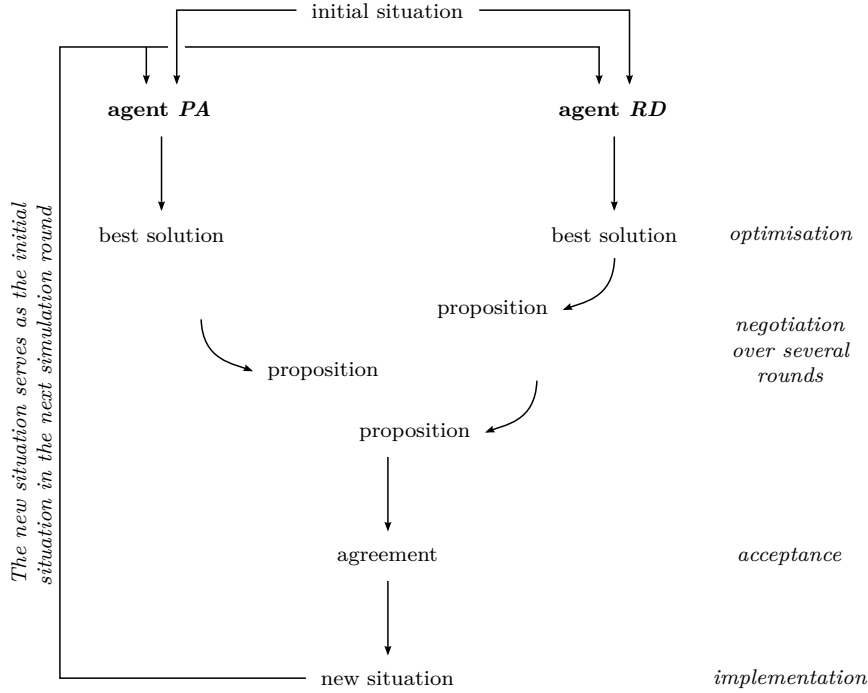 initial situation
agent PA
agent RD
best solution
best solution
optimisation
proposition
negotiation
over several
rounds
proposition
proposition
agreement
acceptance
new situation
implementation
The new situation serves as the initial
situation in the next simulation round